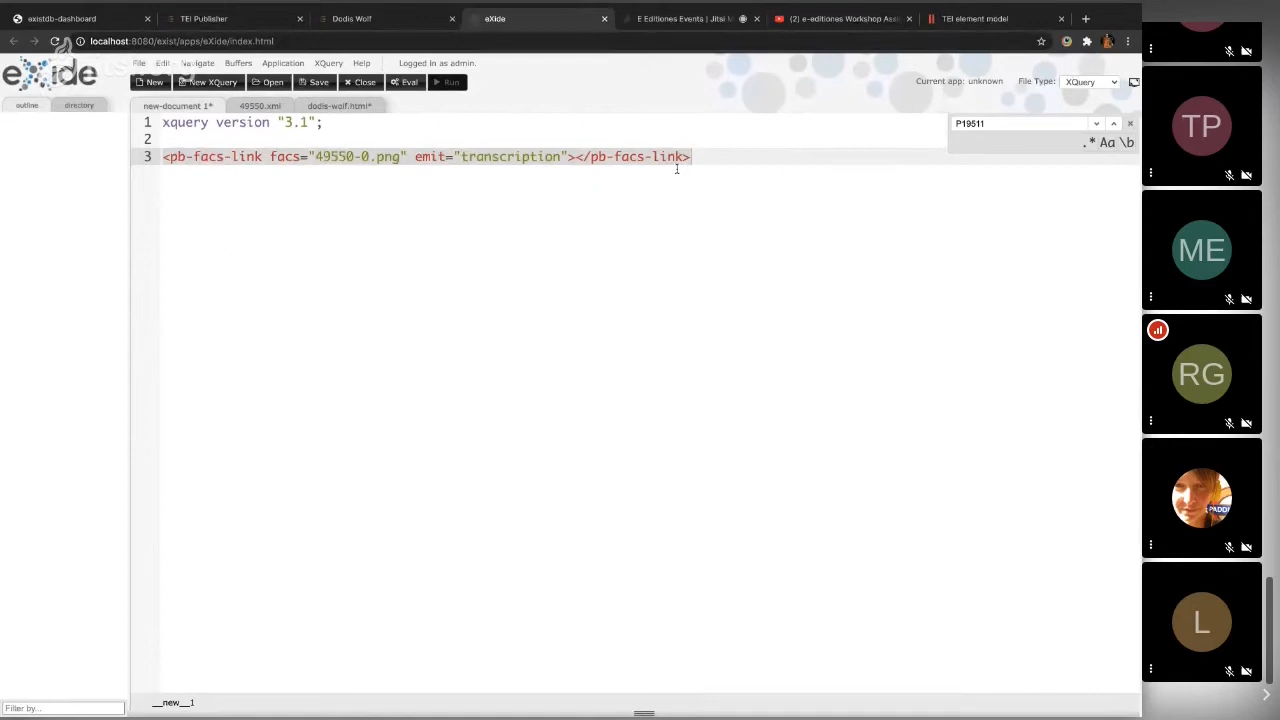 existdb-dashboard
TEI Publisher
Dodis Wolf
eXide
E Editiones Events | Jitsi M
(2) e-editiones Workshop Asse
TEI element model
localhost:8080/exist/apps/eXide/index.html
eXide
File Edit Navigate Buffers Application XQuery Help Logged in as admin.
New New XQuery Open Save Close Eval Run
Current app: unknown File Type: XQuery
outline directory
new-document 1* 49550.xml dodis-wolf.html*
1 xquery version "3.1";
2
3 <pb-facs-link facs="49550-0.png" emit="transcription"></pb-facs-link>
P19511
.* Aa \b
TP
ME
RG
PADD
L
__new__1
Filter by...